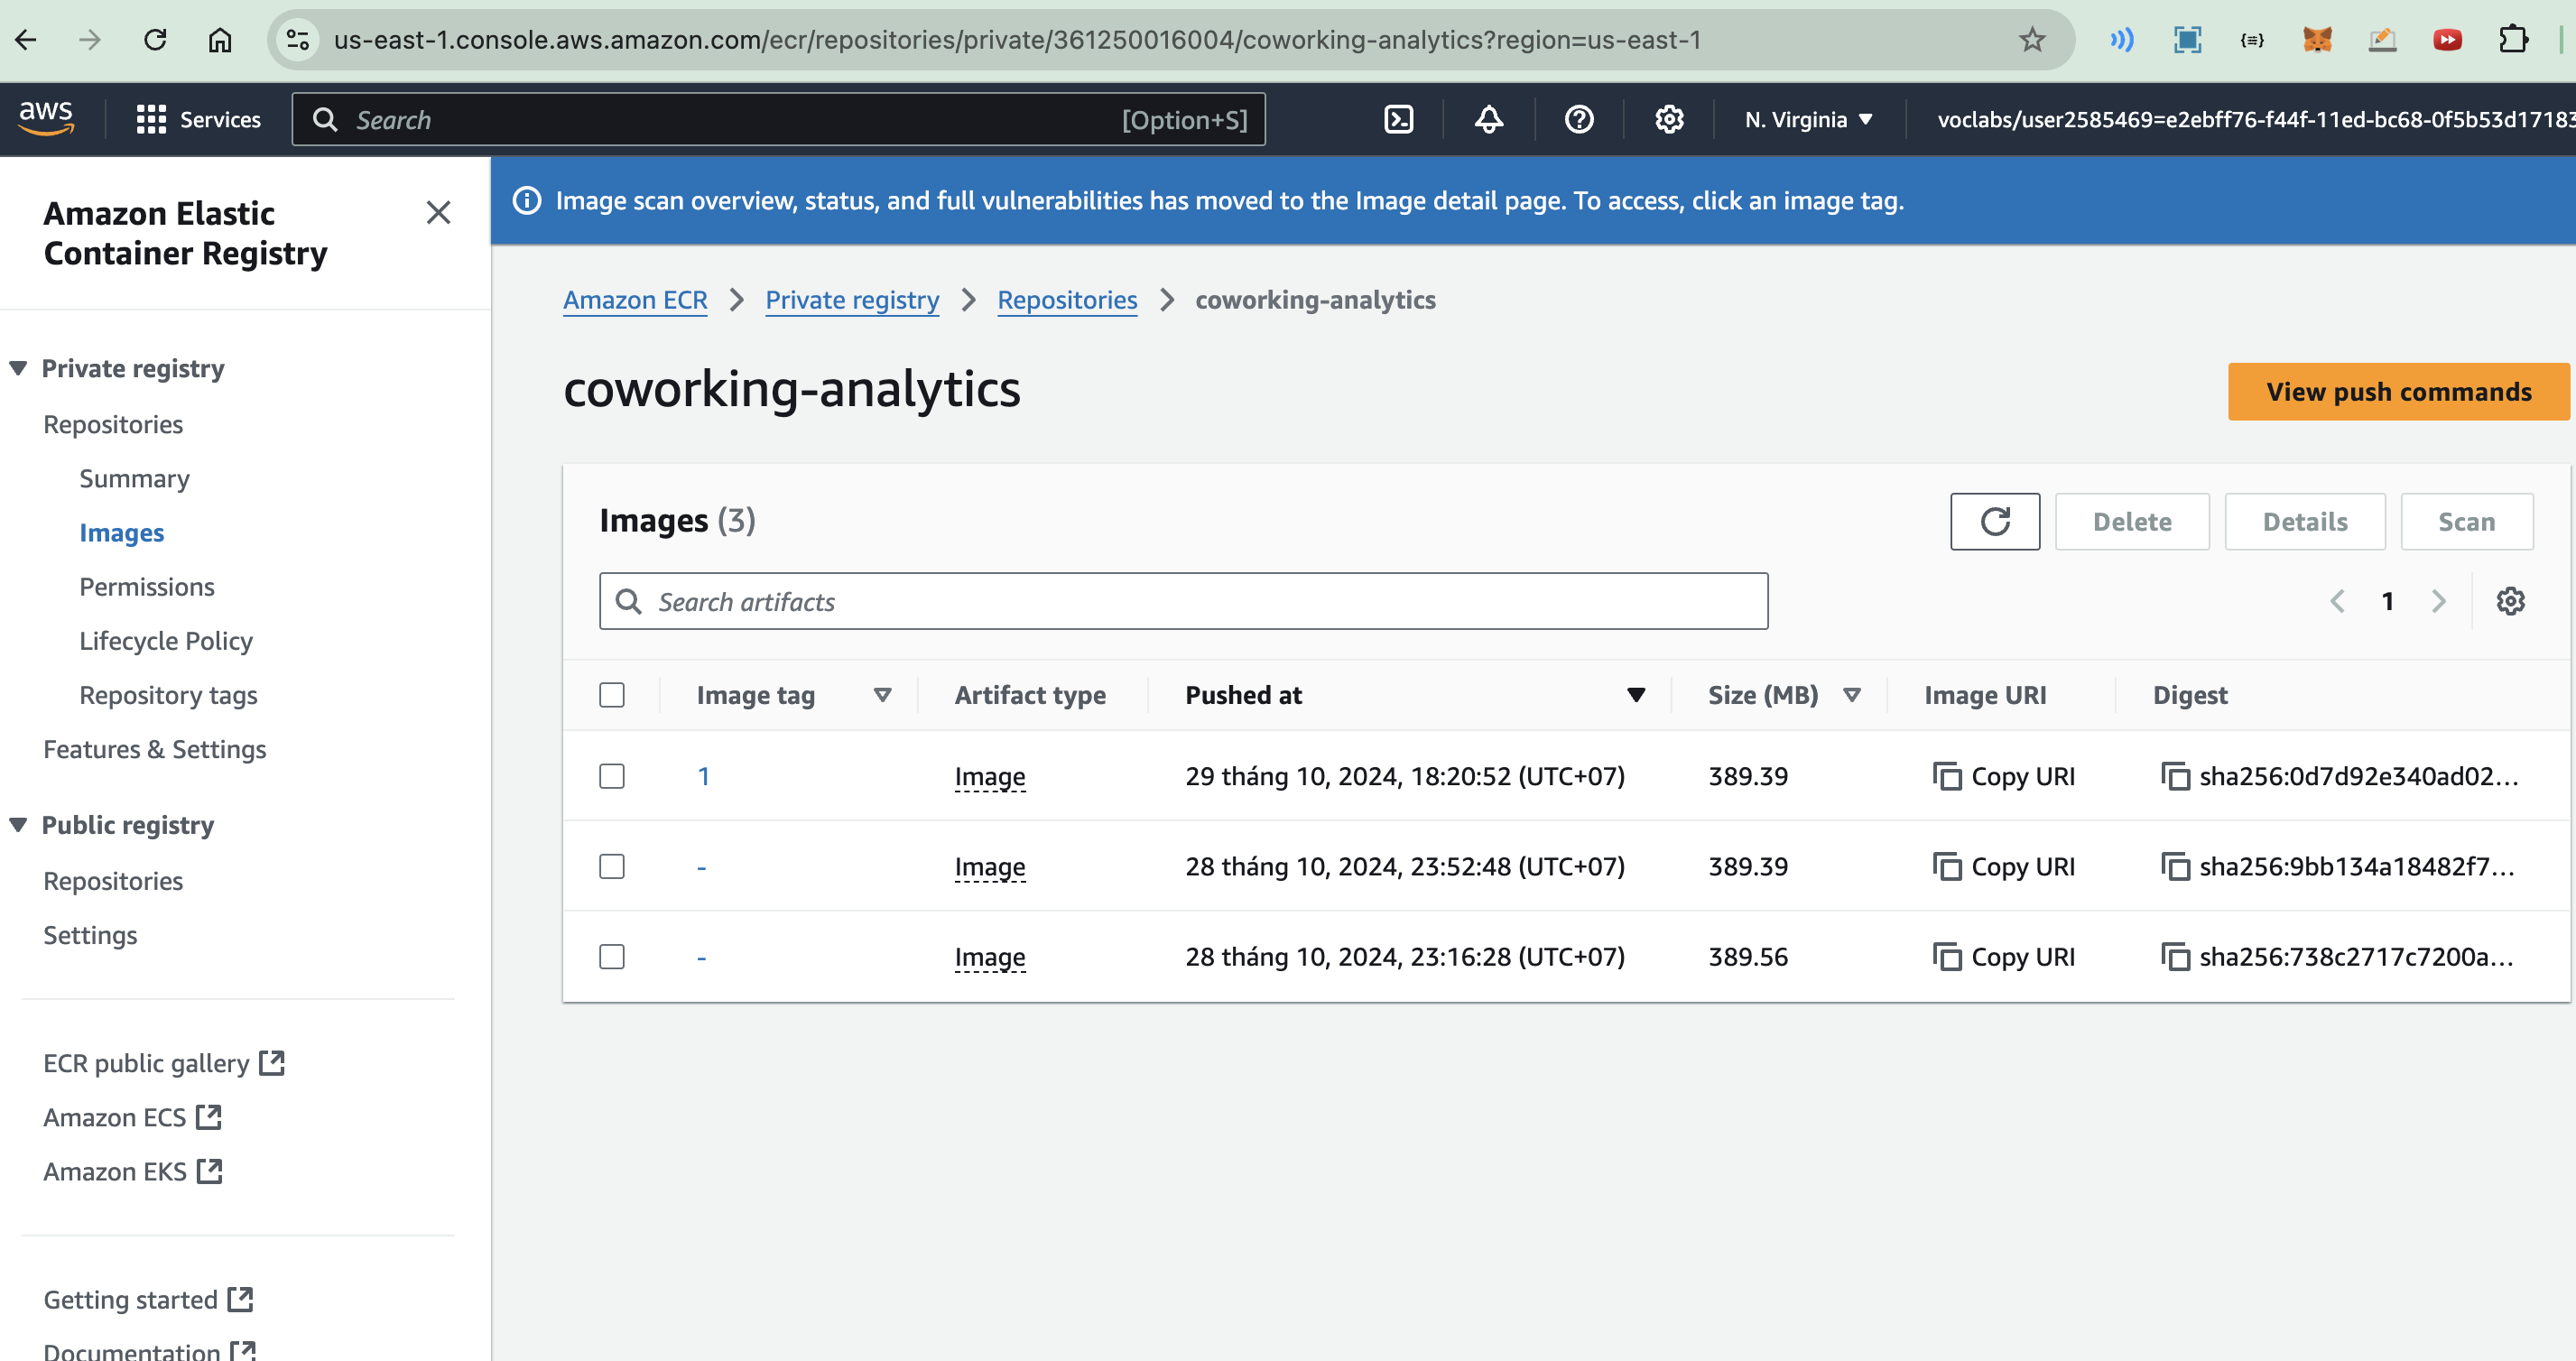 us-east-1.console.aws.amazon.com/ecr/repositories/private/361250016004/coworking-analytics?region=us-east-1
aws
Services
Search
[Option+S]
N. Virginia
voclabs/user2585469=e2ebff76-f44f-11ed-bc68-0f5b53d17183
Amazon Elastic
Container Registry
Private registry
Repositories
Summary
Images
Permissions
Lifecycle Policy
Repository tags
Features & Settings
Public registry
Repositories
Settings
ECR public gallery
Amazon ECS
Amazon EKS
Getting started
Documentation
Image scan overview, status, and full vulnerabilities has moved to the Image detail page. To access, click an image tag.
Amazon ECR > Private registry > Repositories > coworking-analytics
coworking-analytics
View push commands
Images (3)
Delete
Details
Scan
Search artifacts
1
Image tag Artifact type Pushed at Size (MB) Image URI Digest
1 Image 29 tháng 10, 2024, 18:20:52 (UTC+07) 389.39 Copy URI sha256:0d7d92e340ad02...
- Image 28 tháng 10, 2024, 23:52:48 (UTC+07) 389.39 Copy URI sha256:9bb134a18482f7...
- Image 28 tháng 10, 2024, 23:16:28 (UTC+07) 389.56 Copy URI sha256:738c2717c7200a...